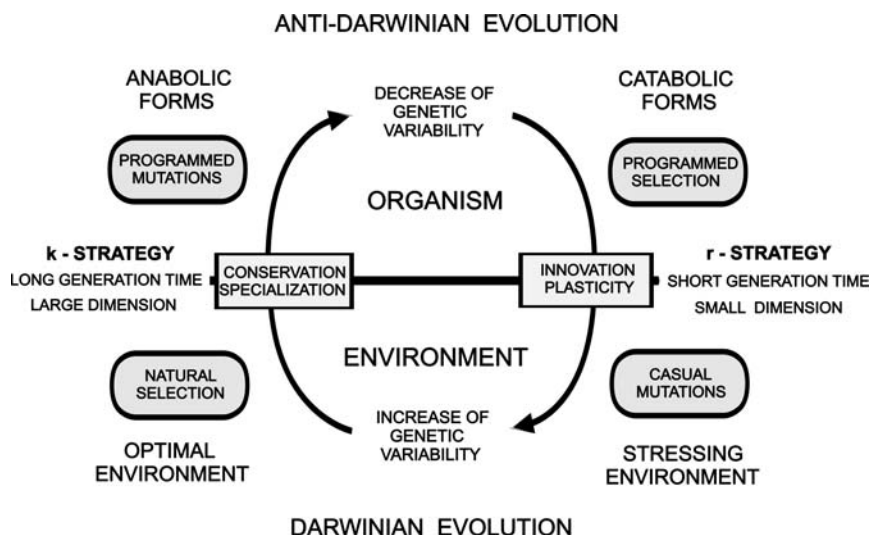 ANTI-DARWINIAN EVOLUTION
ANABOLIC
FORMS
DECREASE OF
GENETIC
VARIABILITY
CATABOLIC
FORMS
PROGRAMMED
MUTATIONS
PROGRAMMED
SELECTION
ORGANISM
k - STRATEGY
LONG GENERATION TIME
LARGE DIMENSION
CONSERVATION
SPECIALIZATION
INNOVATION
PLASTICITY
r - STRATEGY
SHORT GENERATION TIME
SMALL DIMENSION
ENVIRONMENT
NATURAL
SELECTION
CASUAL
MUTATIONS
INCREASE OF
GENETIC
VARIABILITY
OPTIMAL
ENVIRONMENT
STRESSING
ENVIRONMENT
DARWINIAN EVOLUTION